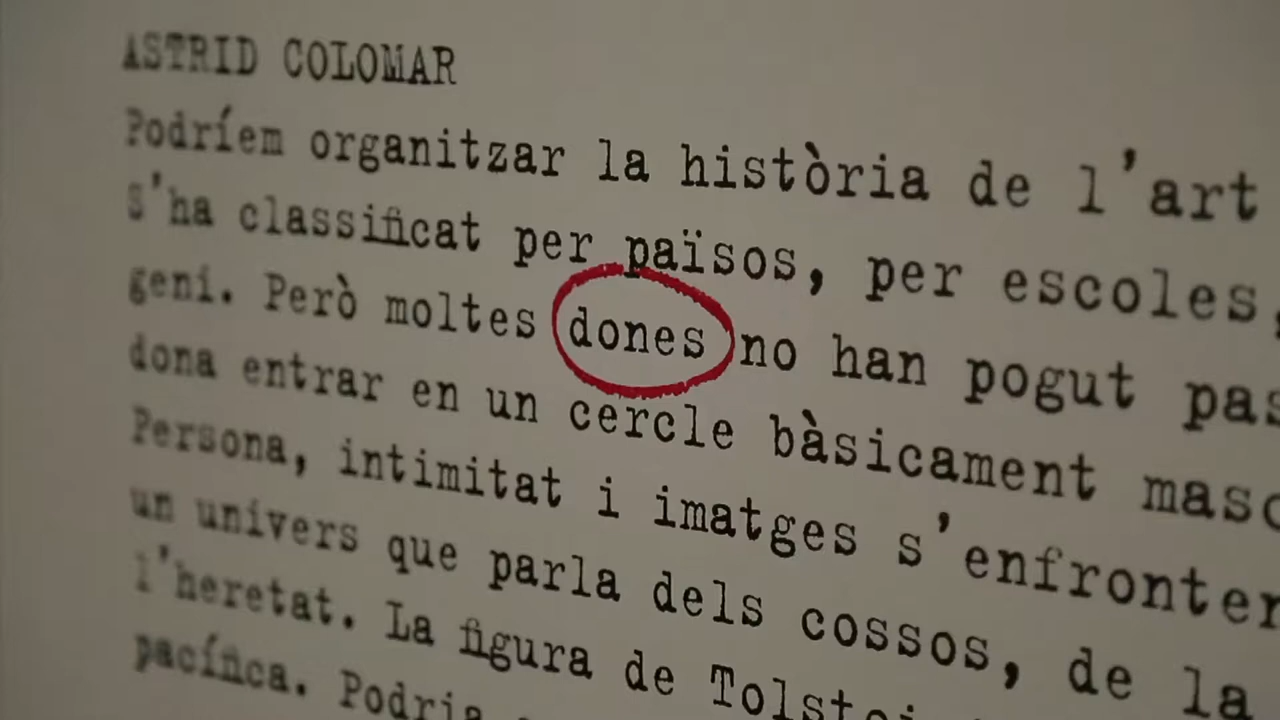 ASTRID COLOMAR
Podríem organitzar la història de l'art
S'ha classificat per països, per escoles,
geni. Però moltes dones no han pogut
dona entrar en un cercle bàsicament
Persona, intimitat i imatges
un univers que parla dels cossos, de la
l'heretat. La figura de
pacífica. Podria